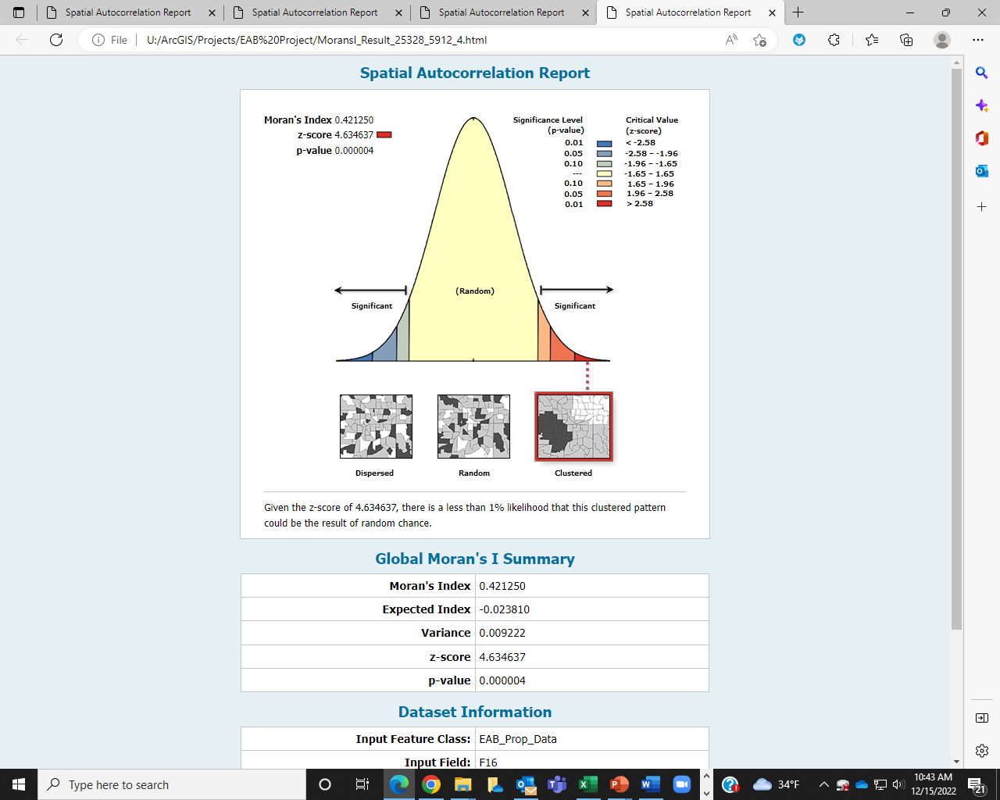 Spatial Autocorrelation Report
Spatial Autocorrelation Report
Spatial Autocorrelation Report
Spatial Autocorrelation Report
File
U:/ArcGIS/Projects/EAB%20Project/MoransI_Result_25328_5912_4.html
Spatial Autocorrelation Report
Moran's Index 0.421250
z-score 4.634637
p-value 0.000004
Significance Level
(p-value)
Critical Value
(z-score)
0.01 < -2.58
0.05 -2.58 – -1.96
0.10 -1.96 – -1.65
--- -1.65 – 1.65
0.10 1.65 – 1.96
0.05 1.96 – 2.58
0.01 > 2.58
(Random)
Significant
Significant
Dispersed
Random
Clustered
Given the z-score of 4.634637, there is a less than 1% likelihood that this clustered pattern
could be the result of random chance.
Global Moran's I Summary
Moran's Index 0.421250
Expected Index -0.023810
Variance 0.009222
z-score 4.634637
p-value 0.000004
Dataset Information
Input Feature Class: EAB_Prop_Data
Input Field: F16
Type here to search
34°F
10:43 AM
12/15/2022
21